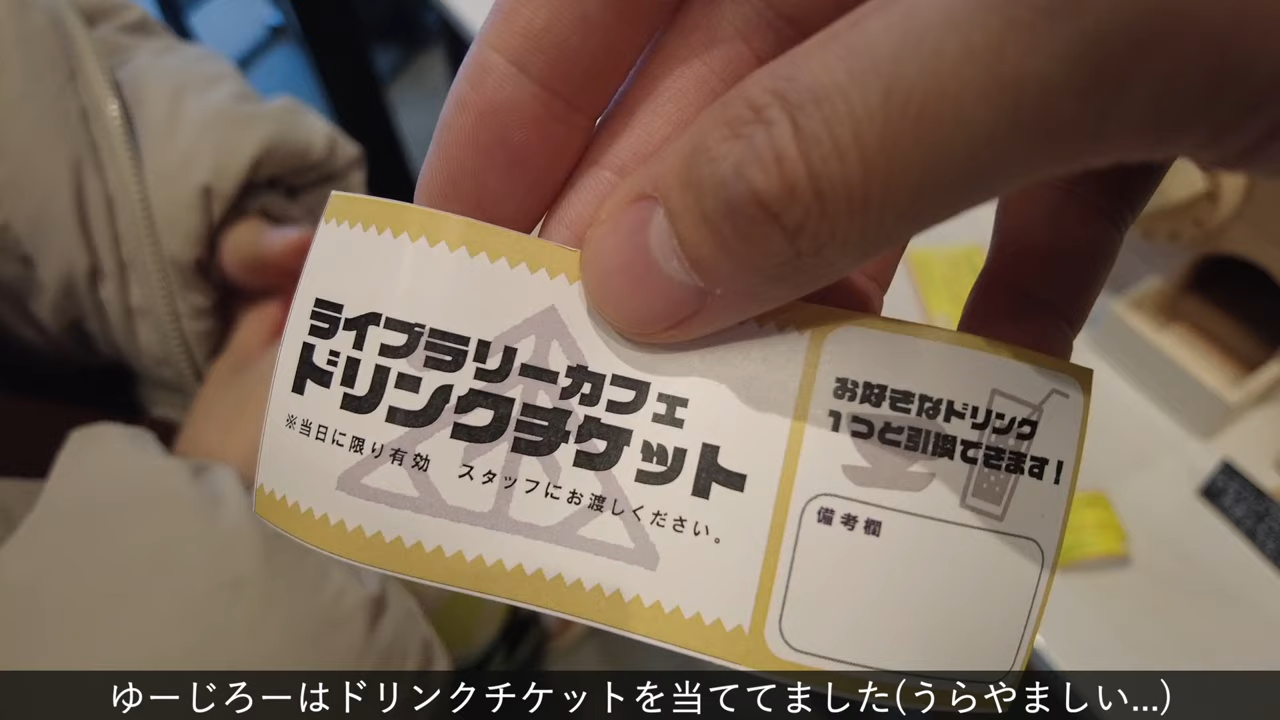 ライブラリーカフェ
ドリンクチケット
※当日に限り有効　スタッフにお渡しください。
お好きなドリンク
1つと引換できます!
備考欄
ゆーじろーはドリンクチケットを当ててました(うらやましい...)